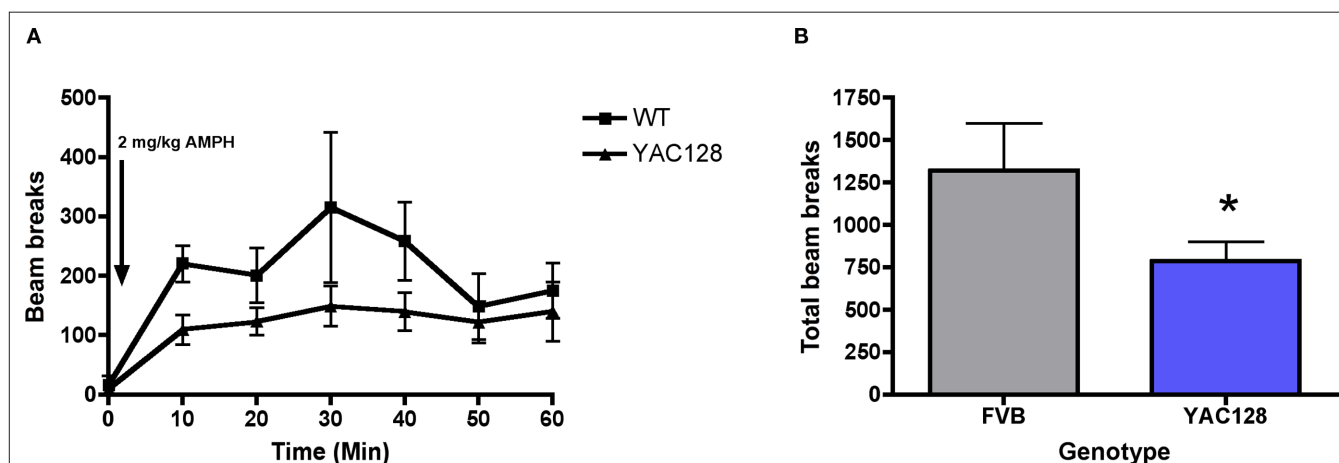 A
500
400
300
200
100
0
Beam breaks
2 mg/kg AMPH
0 10 20 30 40 50 60
Time (Min)
WT
YAC128
B
1750
1500
1250
1000
750
500
250
0
Total beam breaks
*
FVB YAC128
Genotype